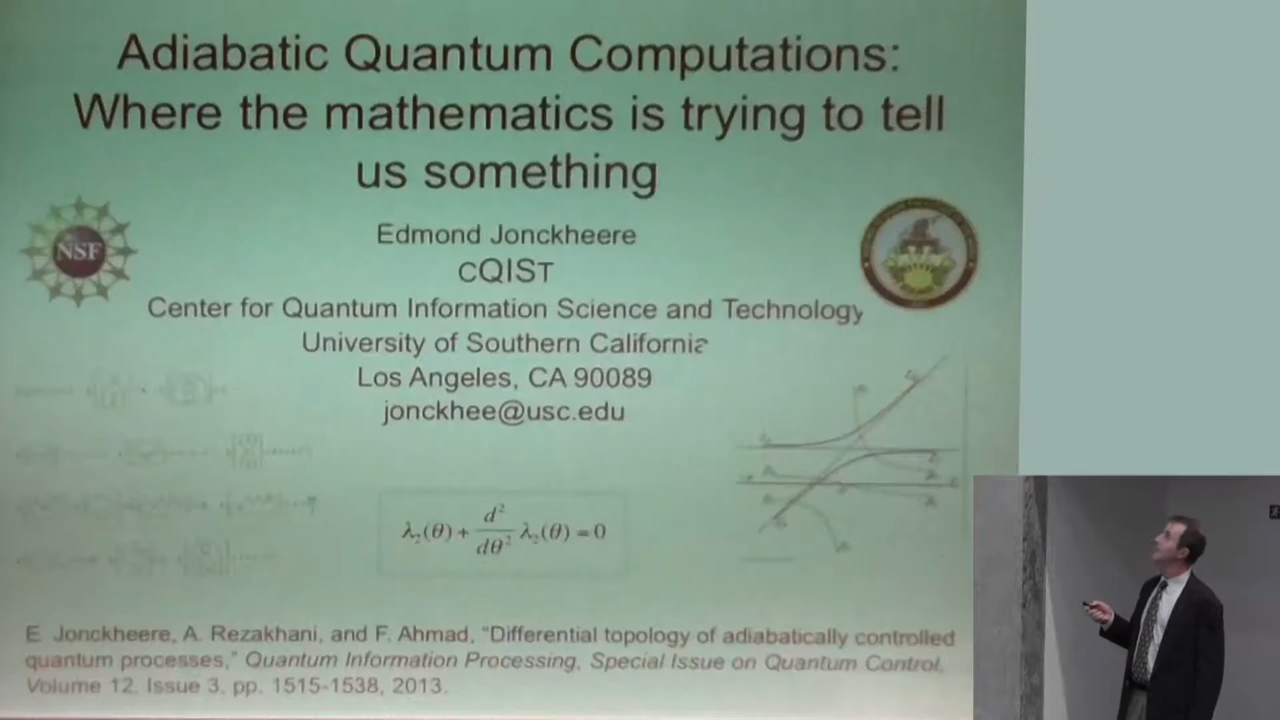 Adiabatic Quantum Computations:
Where the mathematics is trying to tell
us something
NSF
Edmond Jonckheere
CQIST
Center for Quantum Information Science and Technology
University of Southern California
Los Angeles, CA 90089
jonckhee@usc.edu
λ₂(θ) + d²/dθ² λ₂(θ) = 0
E. Jonckheere, A. Rezakhani, and F. Ahmad, “Differential topology of adiabatically controlled
quantum processes,” Quantum Information Processing, Special Issue on Quantum Control,
Volume 12, Issue 3, pp. 1515-1538, 2013.